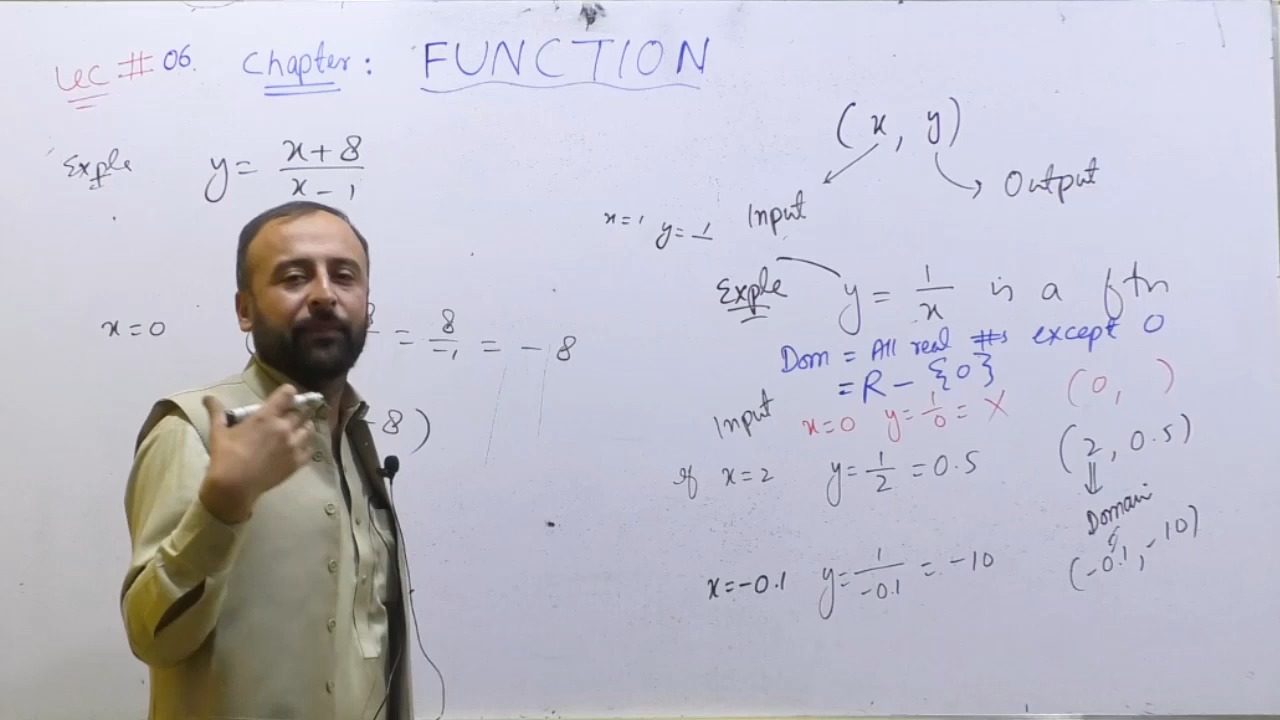 Lec # 06. Chapter: FUNCTION
(x, y)
Input Output
Exple y = x+8 / x-1
x=1 y=1
Exple y = 1/x is a ftn
Dom = All real #s except 0
= R - {0}
x=0 = 8/-1 = -8
-8)
Input x=0 y=1/0 = X (0, )
If x=2 y=1/2 = 0.5 (2, 0.5)
Domain
x=-0.1 y=1/-0.1 = -10 (-0.1, -10)